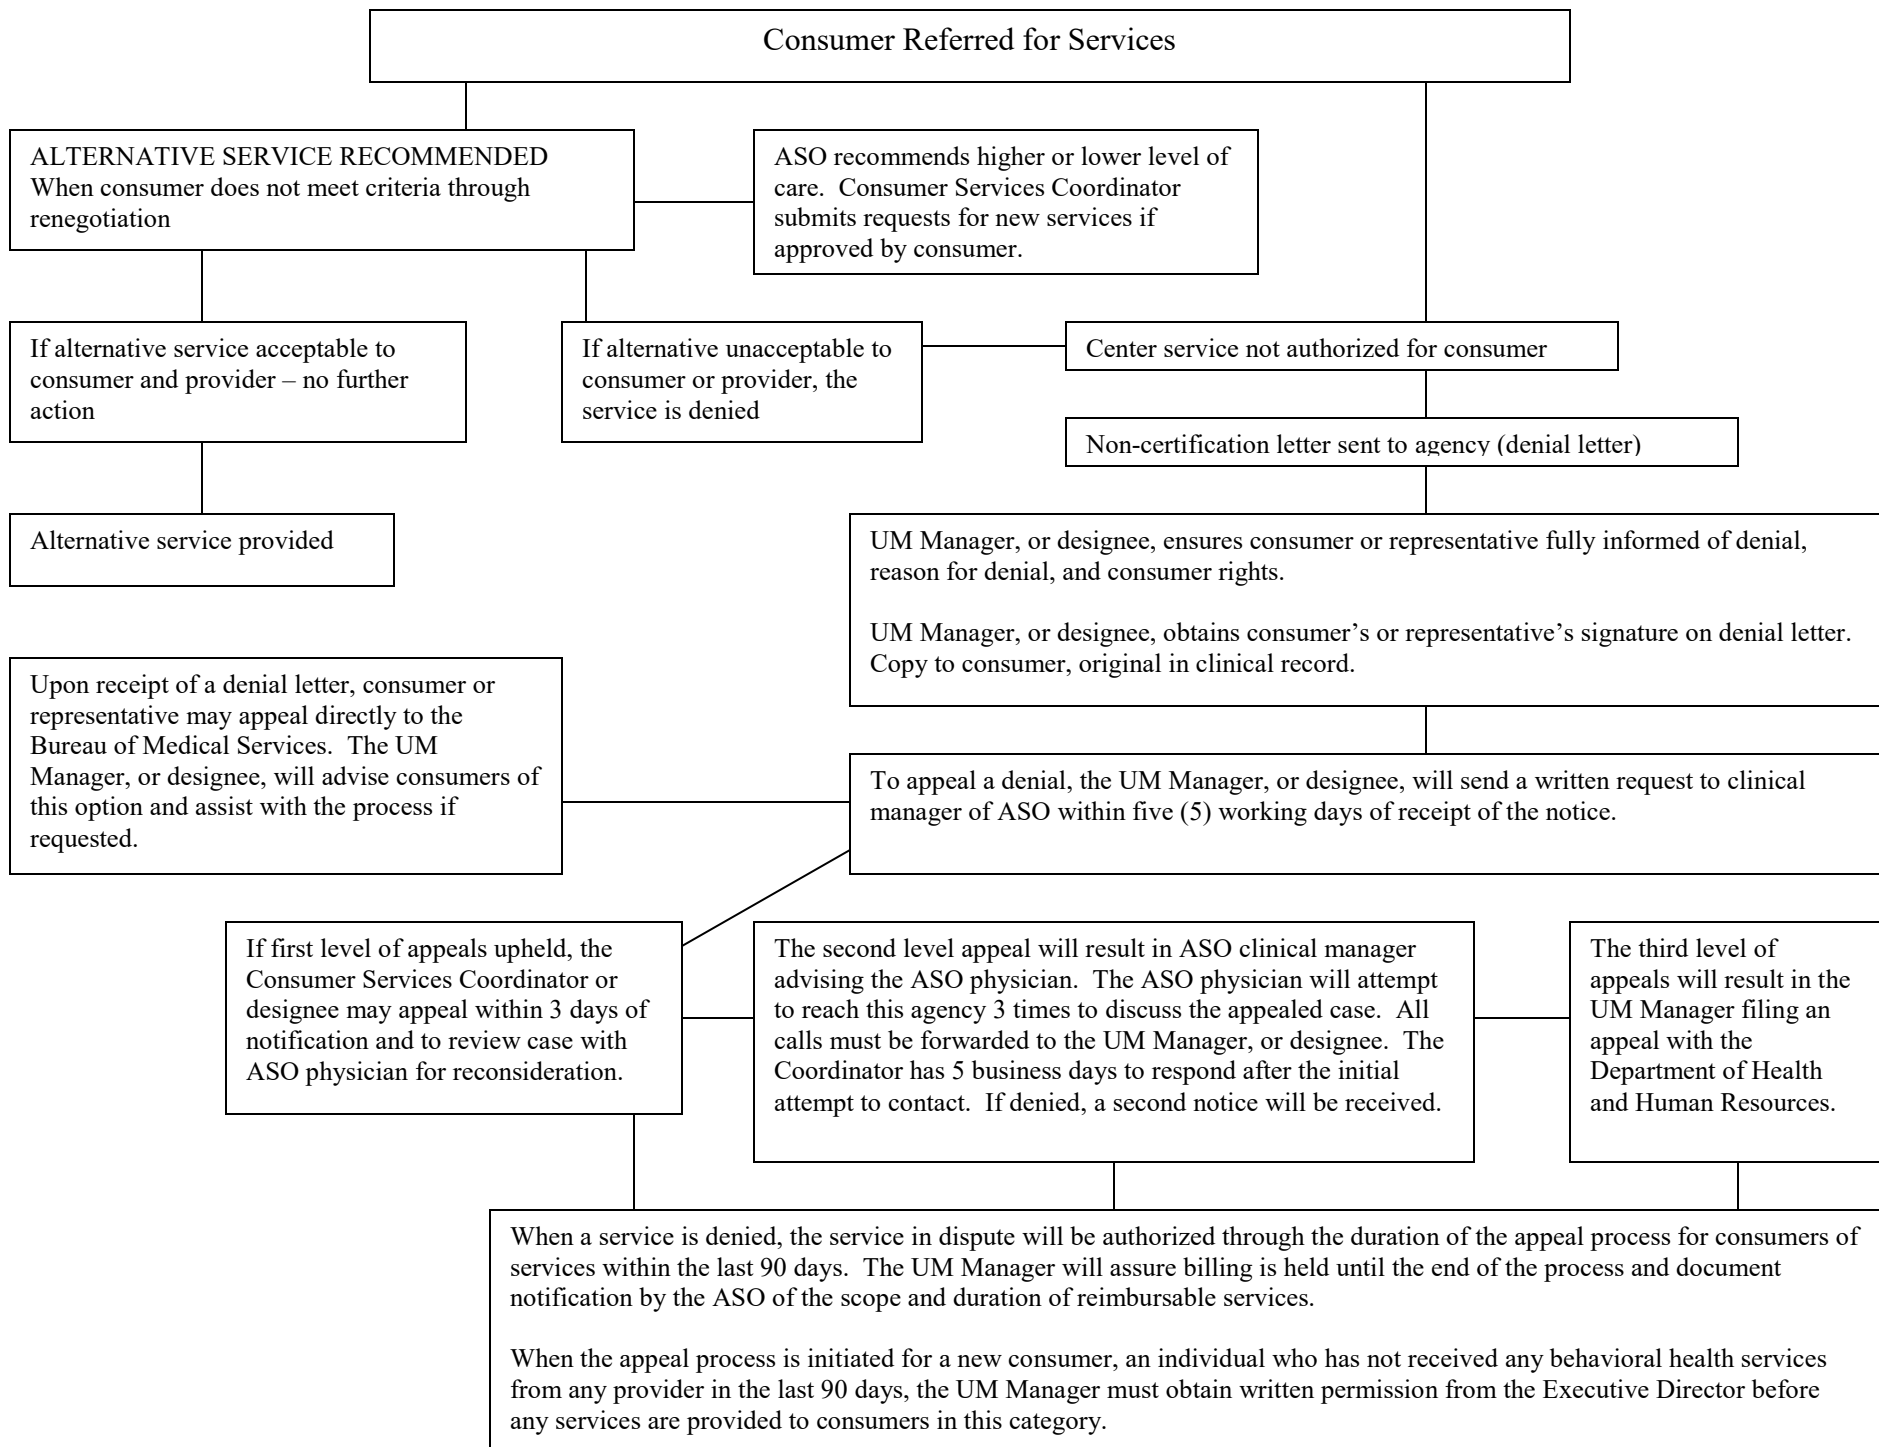 Consumer Referred for Services
ALTERNATIVE SERVICE RECOMMENDED
When consumer does not meet criteria through
renegotiation
ASO recommends higher or lower level of
care.  Consumer Services Coordinator
submits requests for new services if
approved by consumer.
If alternative service acceptable to
consumer and provider – no further
action
If alternative unacceptable to
consumer or provider, the
service is denied
Center service not authorized for consumer
Non-certification letter sent to agency (denial letter)
Alternative service provided
UM Manager, or designee, ensures consumer or representative fully informed of denial,
reason for denial, and consumer rights.
UM Manager, or designee, obtains consumer’s or representative’s signature on denial letter.
Copy to consumer, original in clinical record.
Upon receipt of a denial letter, consumer or
representative may appeal directly to the
Bureau of Medical Services.  The UM
Manager, or designee, will advise consumers of
this option and assist with the process if
requested.
To appeal a denial, the UM Manager, or designee, will send a written request to clinical
manager of ASO within five (5) working days of receipt of the notice.
If first level of appeals upheld, the
Consumer Services Coordinator or
designee may appeal within 3 days of
notification and to review case with
ASO physician for reconsideration.
The second level appeal will result in ASO clinical manager
advising the ASO physician.  The ASO physician will attempt
to reach this agency 3 times to discuss the appealed case.  All
calls must be forwarded to the UM Manager, or designee.  The
Coordinator has 5 business days to respond after the initial
attempt to contact.  If denied, a second notice will be received.
The third level of
appeals will result in the
UM Manager filing an
appeal with the
Department of Health
and Human Resources.
When a service is denied, the service in dispute will be authorized through the duration of the appeal process for consumers of
services within the last 90 days.  The UM Manager will assure billing is held until the end of the process and document
notification by the ASO of the scope and duration of reimbursable services.
When the appeal process is initiated for a new consumer, an individual who has not received any behavioral health services
from any provider in the last 90 days, the UM Manager must obtain written permission from the Executive Director before
any services are provided to consumers in this category.